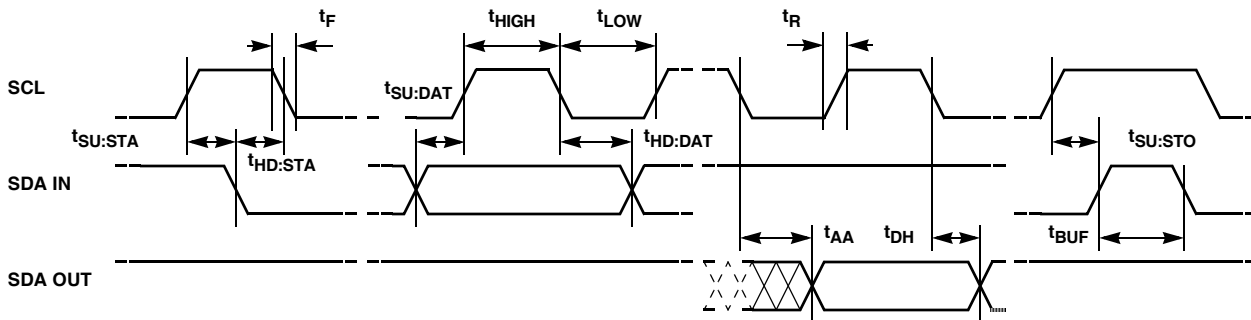 tF
tHIGH
tLOW
tR
SCL
tSU:DAT
tSU:STA
tHD:STA
tHD:DAT
tSU:STO
SDA IN
tAA
tDH
tBUF
SDA OUT